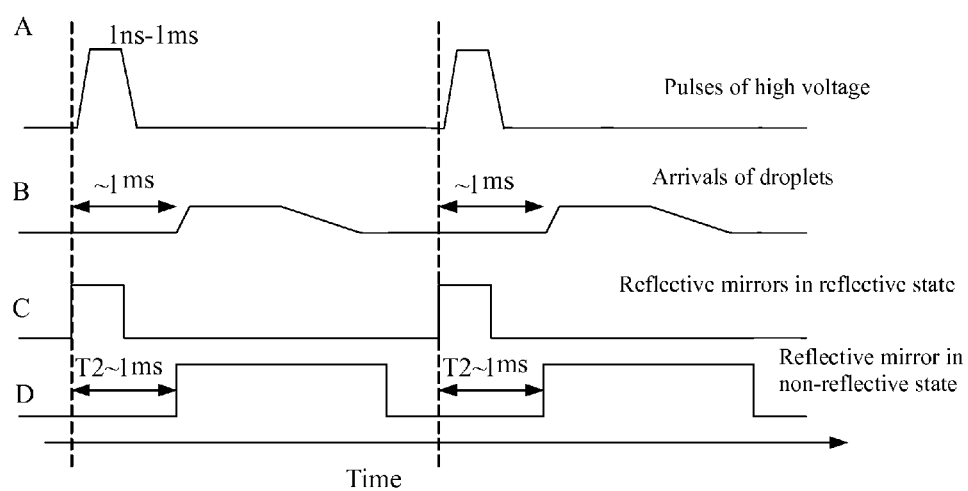 A
1ns-1ms
Pulses of high voltage
B
~1 ms
~1 ms
Arrivals of droplets
C
Reflective mirrors in reflective state
D
T2~1ms
T2~1ms
Reflective mirror in
non-reflective state
Time